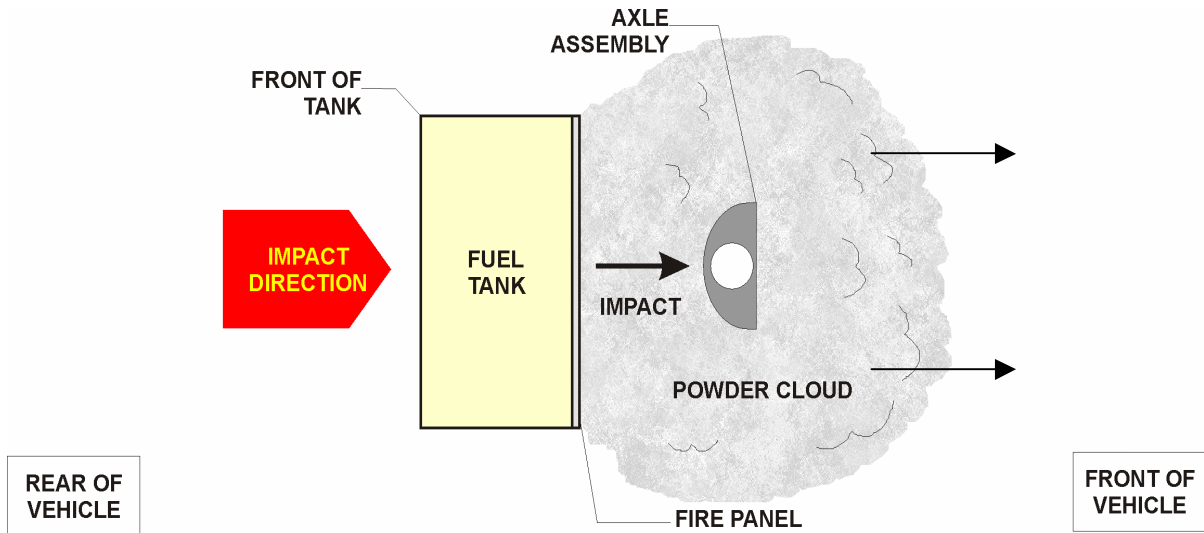 AXLE
ASSEMBLY
FRONT OF
TANK
IMPACT
DIRECTION
FUEL
TANK
IMPACT
POWDER CLOUD
REAR OF
VEHICLE
FIRE PANEL
FRONT OF
VEHICLE